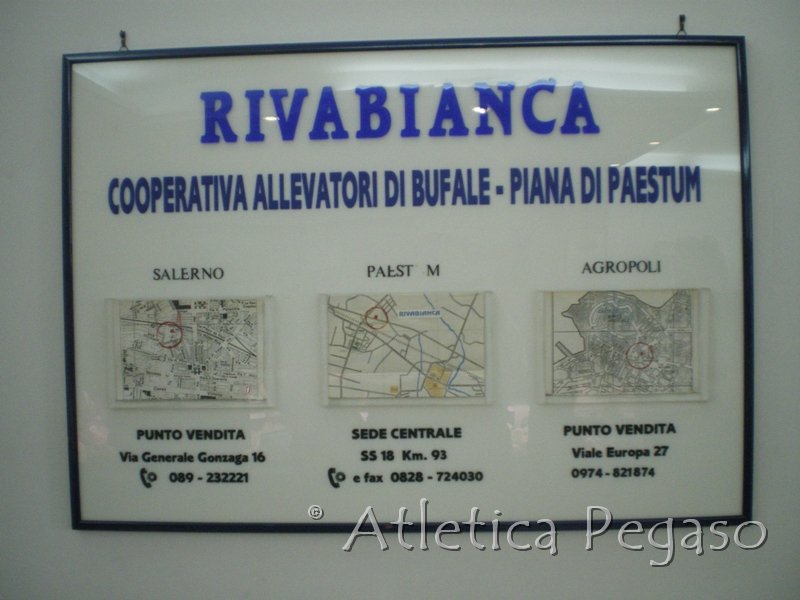 RIVABIANCA
COOPERATIVA ALLEVATORI DI BUFALE - PIANA DI PAESTUM
SALERNO
PAEST M
AGROPOLI
RIVABIANCA
PUNTO VENDITA
Via Generale Gonzaga 16
089 - 232221
SEDE CENTRALE
SS 18 Km. 93
e fax 0828 - 724030
PUNTO VENDITA
Viale Europa 27
0974 - 821874
© Atletica Pegaso